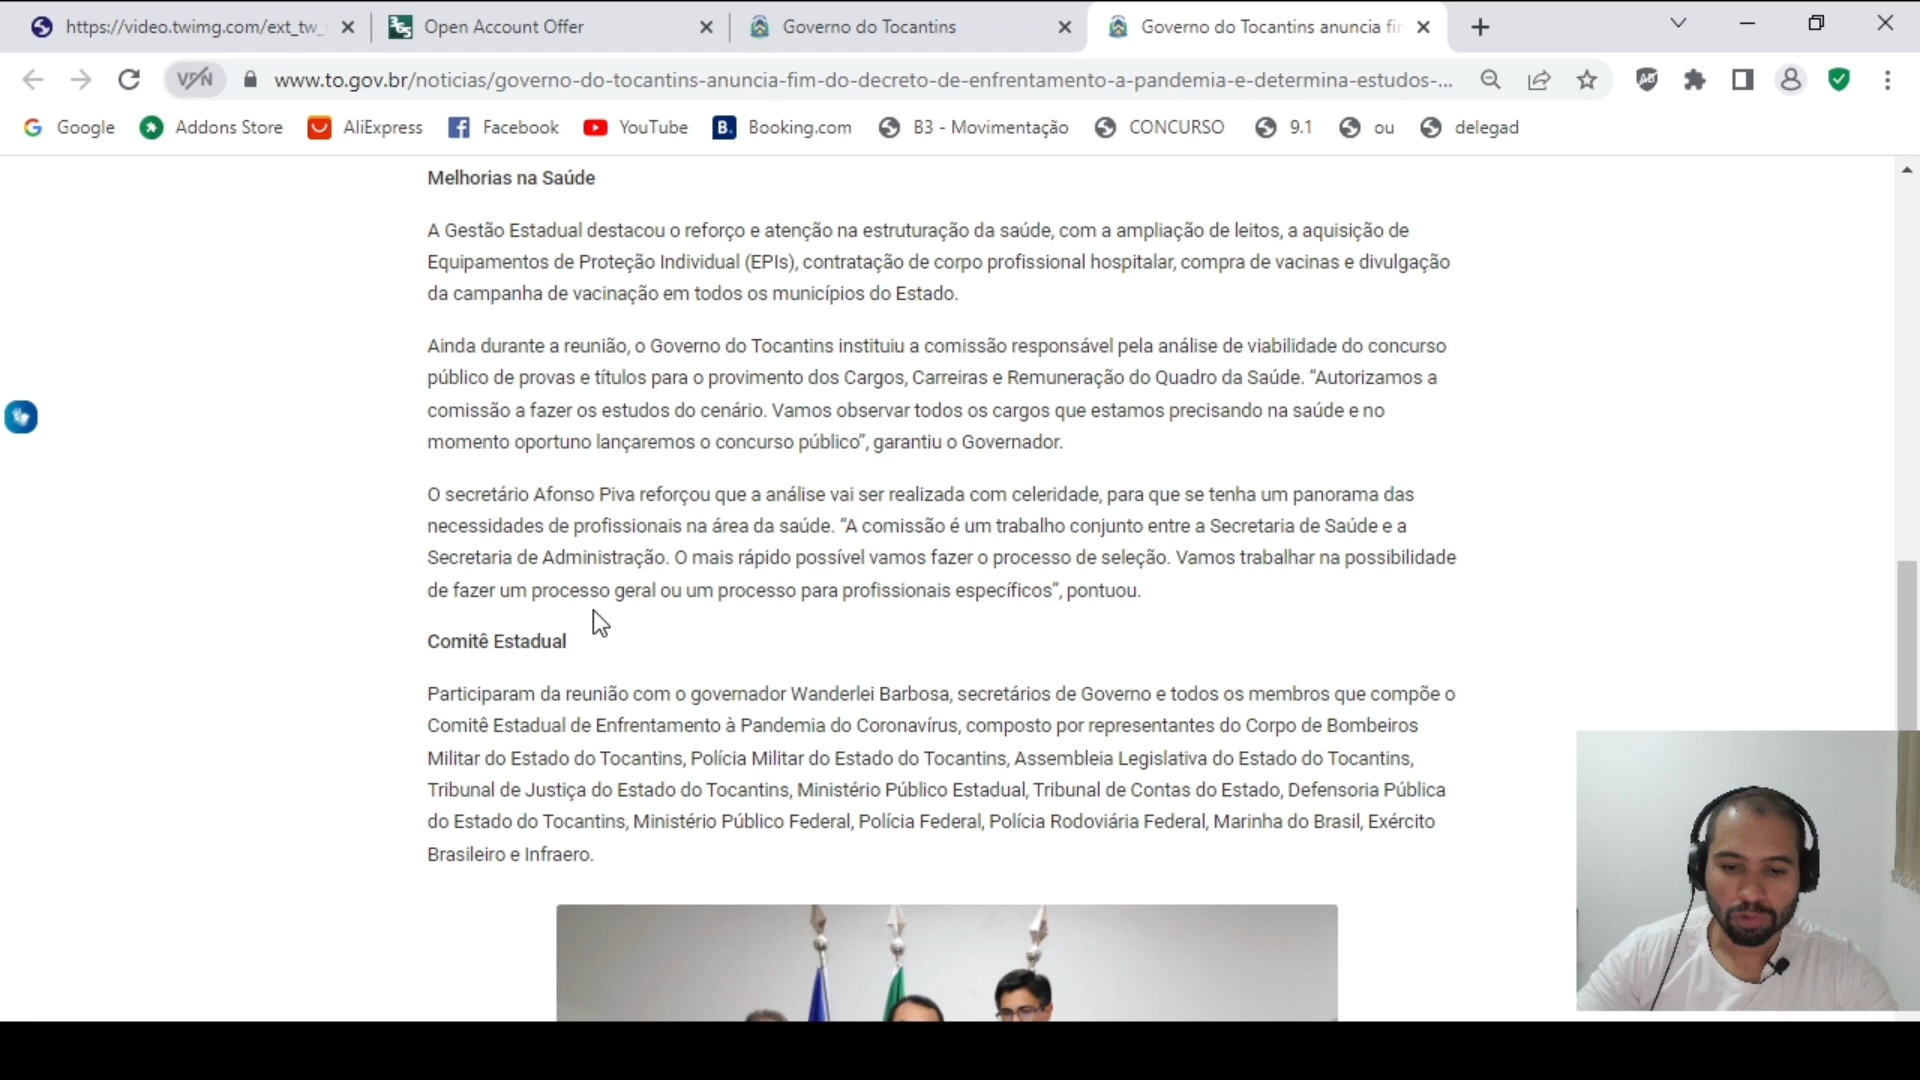 https://video.twimg.com/ext_tw_
Open Account Offer
Governo do Tocantins
Governo do Tocantins anuncia fi
VPN
www.to.gov.br/noticias/governo-do-tocantins-anuncia-fim-do-decreto-de-enfrentamento-a-pandemia-e-determina-estudos-...
Google
Addons Store
AliExpress
Facebook
YouTube
B.
Booking.com
B3 - Movimentação
CONCURSO
9.1
ou
delegad
Melhorias na Saúde
A Gestão Estadual destacou o reforço e atenção na estruturação da saúde, com a ampliação de leitos, a aquisição de
Equipamentos de Proteção Individual (EPIs), contratação de corpo profissional hospitalar, compra de vacinas e divulgação
da campanha de vacinação em todos os municípios do Estado.
Ainda durante a reunião, o Governo do Tocantins instituiu a comissão responsável pela análise de viabilidade do concurso
público de provas e títulos para o provimento dos Cargos, Carreiras e Remuneração do Quadro da Saúde. “Autorizamos a
comissão a fazer os estudos do cenário. Vamos observar todos os cargos que estamos precisando na saúde e no
momento oportuno lançaremos o concurso público”, garantiu o Governador.
O secretário Afonso Piva reforçou que a análise vai ser realizada com celeridade, para que se tenha um panorama das
necessidades de profissionais na área da saúde. “A comissão é um trabalho conjunto entre a Secretaria de Saúde e a
Secretaria de Administração. O mais rápido possível vamos fazer o processo de seleção. Vamos trabalhar na possibilidade
de fazer um processo geral ou um processo para profissionais específicos”, pontuou.
Comitê Estadual
Participaram da reunião com o governador Wanderlei Barbosa, secretários de Governo e todos os membros que compõe o
Comitê Estadual de Enfrentamento à Pandemia do Coronavírus, composto por representantes do Corpo de Bombeiros
Militar do Estado do Tocantins, Polícia Militar do Estado do Tocantins, Assembleia Legislativa do Estado do Tocantins,
Tribunal de Justiça do Estado do Tocantins, Ministério Público Estadual, Tribunal de Contas do Estado, Defensoria Pública
do Estado do Tocantins, Ministério Público Federal, Polícia Federal, Polícia Rodoviária Federal, Marinha do Brasil, Exército
Brasileiro e Infraero.